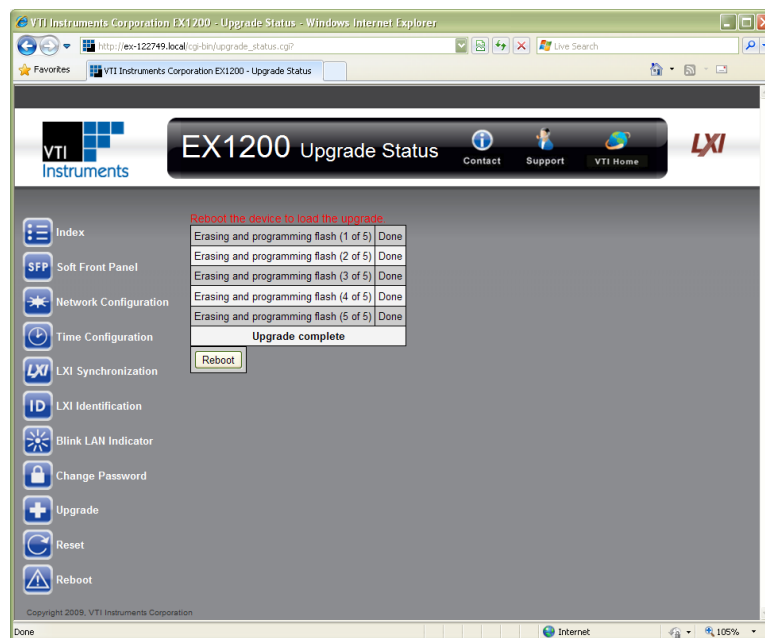 VTI Instruments Corporation EX1200 - Upgrade Status - Windows Internet Explorer
http://ex-122749.local/cgi-bin/upgrade_status.cgi?
Live Search
Favorites
VTI Instruments Corporation EX1200 - Upgrade Status
VTI
Instruments
EX1200 Upgrade Status
Contact
Support
VTI Home
LXI
Reboot the device to load the upgrade.
Erasing and programming flash (1 of 5) Done
Erasing and programming flash (2 of 5) Done
Erasing and programming flash (3 of 5) Done
Erasing and programming flash (4 of 5) Done
Erasing and programming flash (5 of 5) Done
Upgrade complete
Reboot
Index
SFP Soft Front Panel
Network Configuration
Time Configuration
LXI LXI Synchronization
ID LXI Identification
Blink LAN Indicator
Change Password
Upgrade
Reset
Reboot
Copyright 2009, VTI Instruments Corporation
Done
Internet
105%